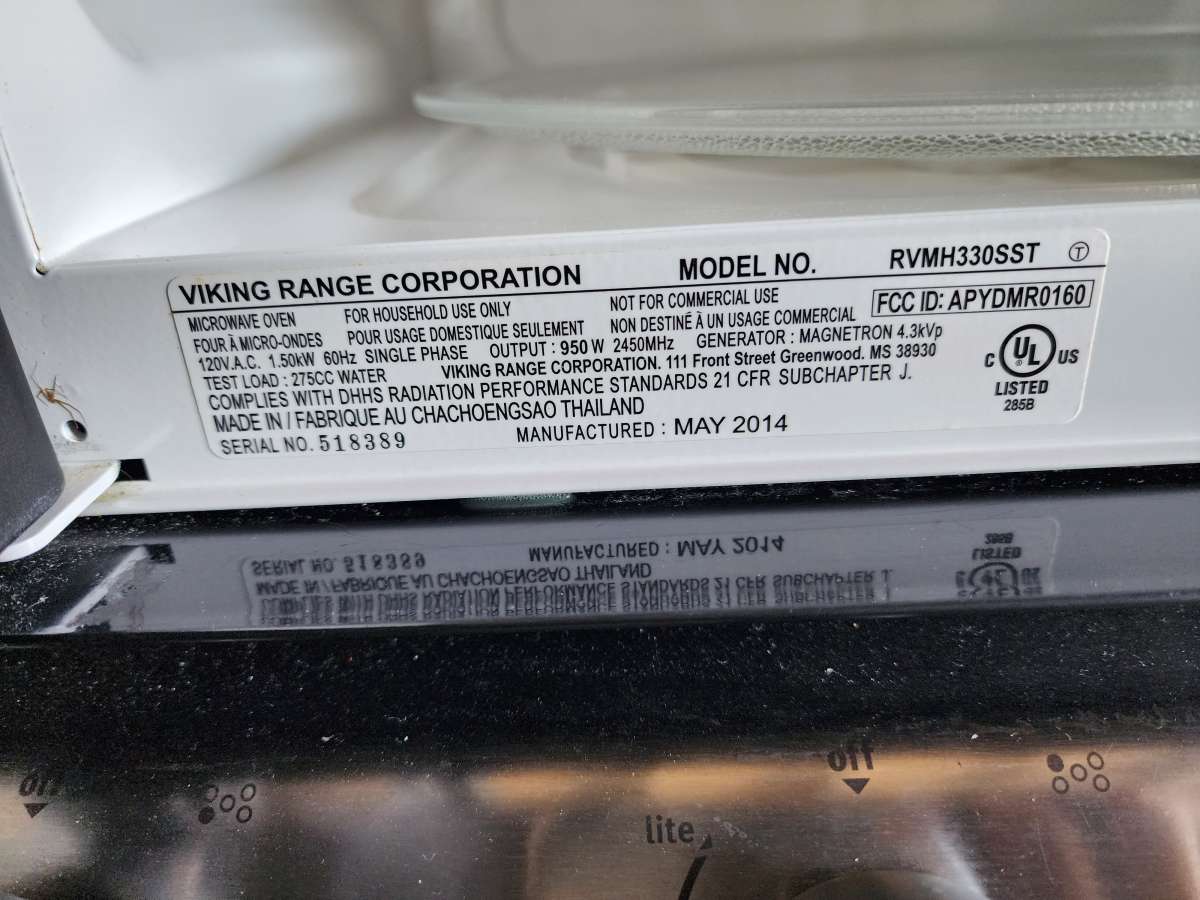 VIKING RANGE CORPORATION MODEL NO. RVMH330SST T
MICROWAVE OVEN FOR HOUSEHOLD USE ONLY NOT FOR COMMERCIAL USE FCC ID: APYDMR0160
FOUR À MICRO-ONDES POUR USAGE DOMESTIQUE SEULEMENT NON DESTINÉ À UN USAGE COMMERCIAL
120V.A.C. 1.50kW 60Hz SINGLE PHASE OUTPUT : 950 W 2450MHz GENERATOR : MAGNETRON 4.3kVp
TEST LOAD : 275CC WATER VIKING RANGE CORPORATION. 111 Front Street Greenwood. MS 38930
COMPLIES WITH DHHS RADIATION PERFORMANCE STANDARDS 21 CFR SUBCHAPTER J.
MADE IN / FABRIQUE AU CHACHOENGSAO THAILAND
SERIAL NO. 518389 MANUFACTURED : MAY 2014
C UL ® US
LISTED
285B
off
off
lite